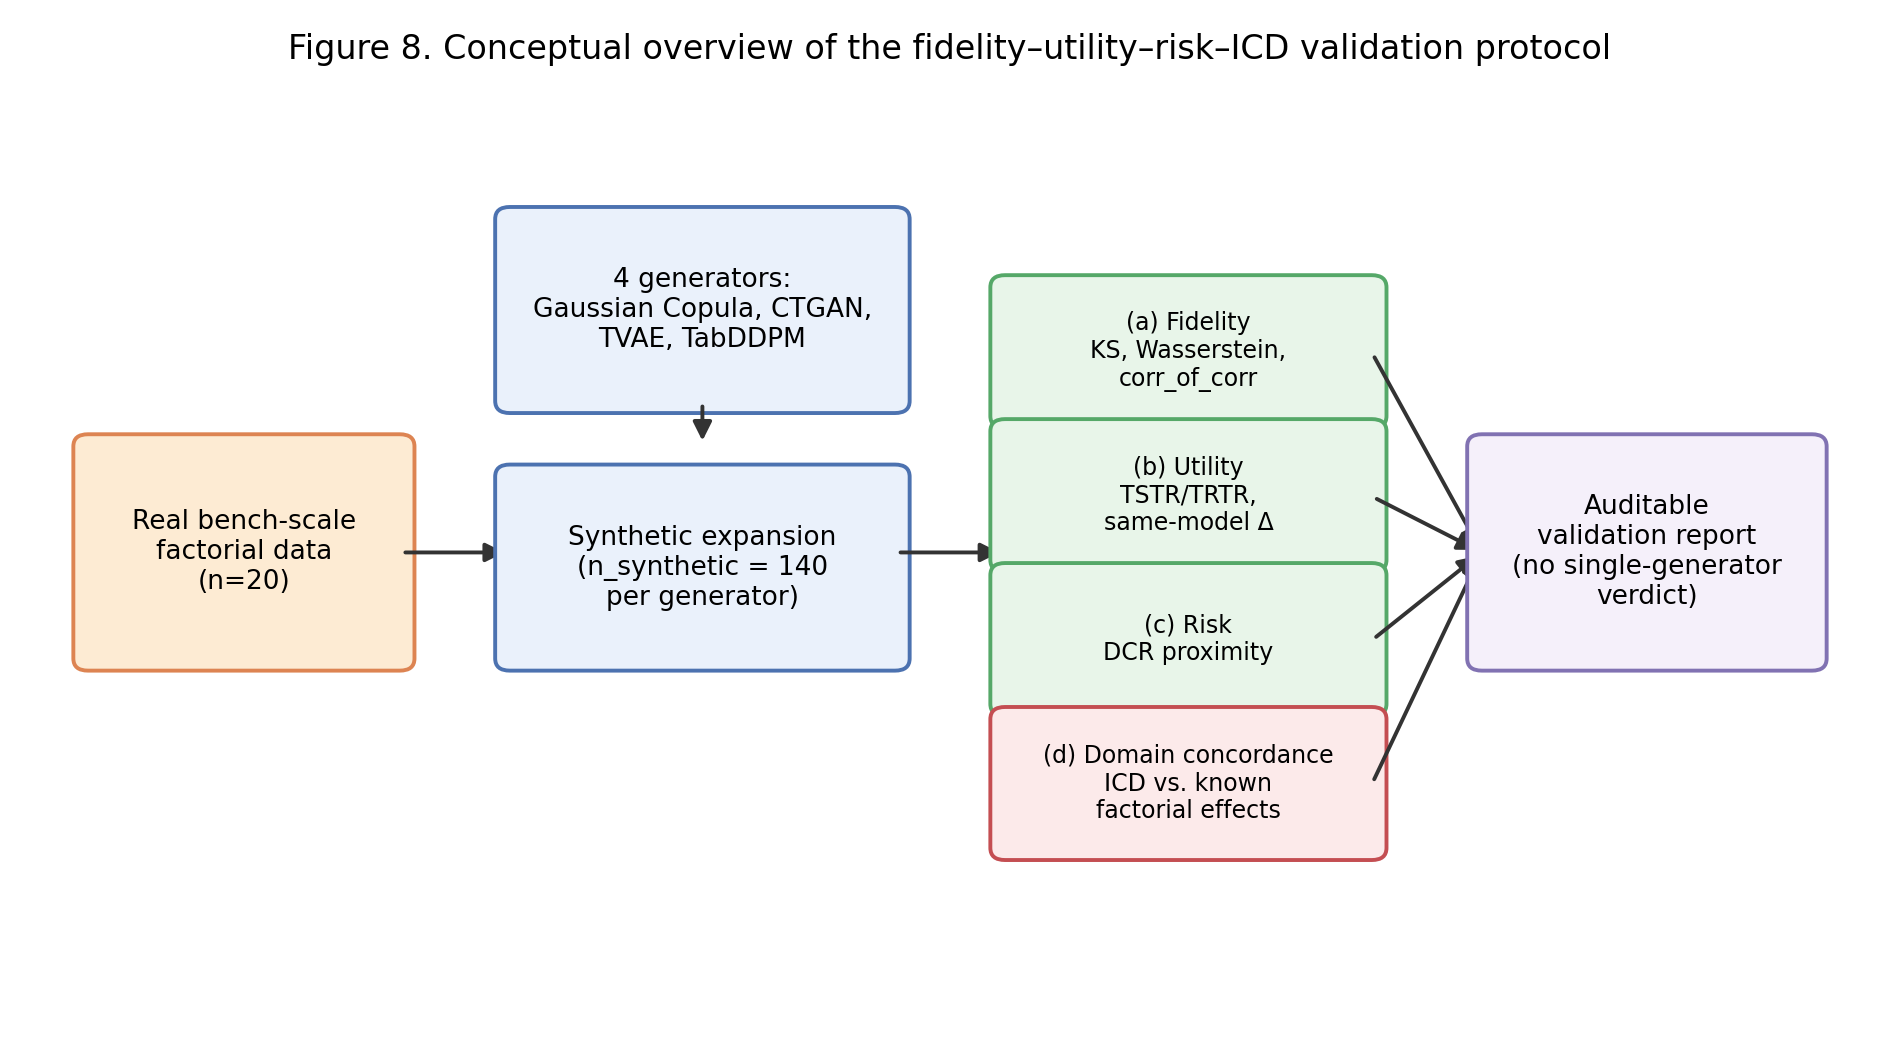 Figure 8. Conceptual overview of the fidelity–utility–risk–ICD validation protocol
Real bench-scale
factorial data
(n=20)
4 generators:
Gaussian Copula, CTGAN,
TVAE, TabDDPM
Synthetic expansion
(n_synthetic = 140
per generator)
(a) Fidelity
KS, Wasserstein,
corr_of_corr
(b) Utility
TSTR/TRTR,
same-model Δ
(c) Risk
DCR proximity
(d) Domain concordance
ICD vs. known
factorial effects
Auditable
validation report
(no single-generator
verdict)